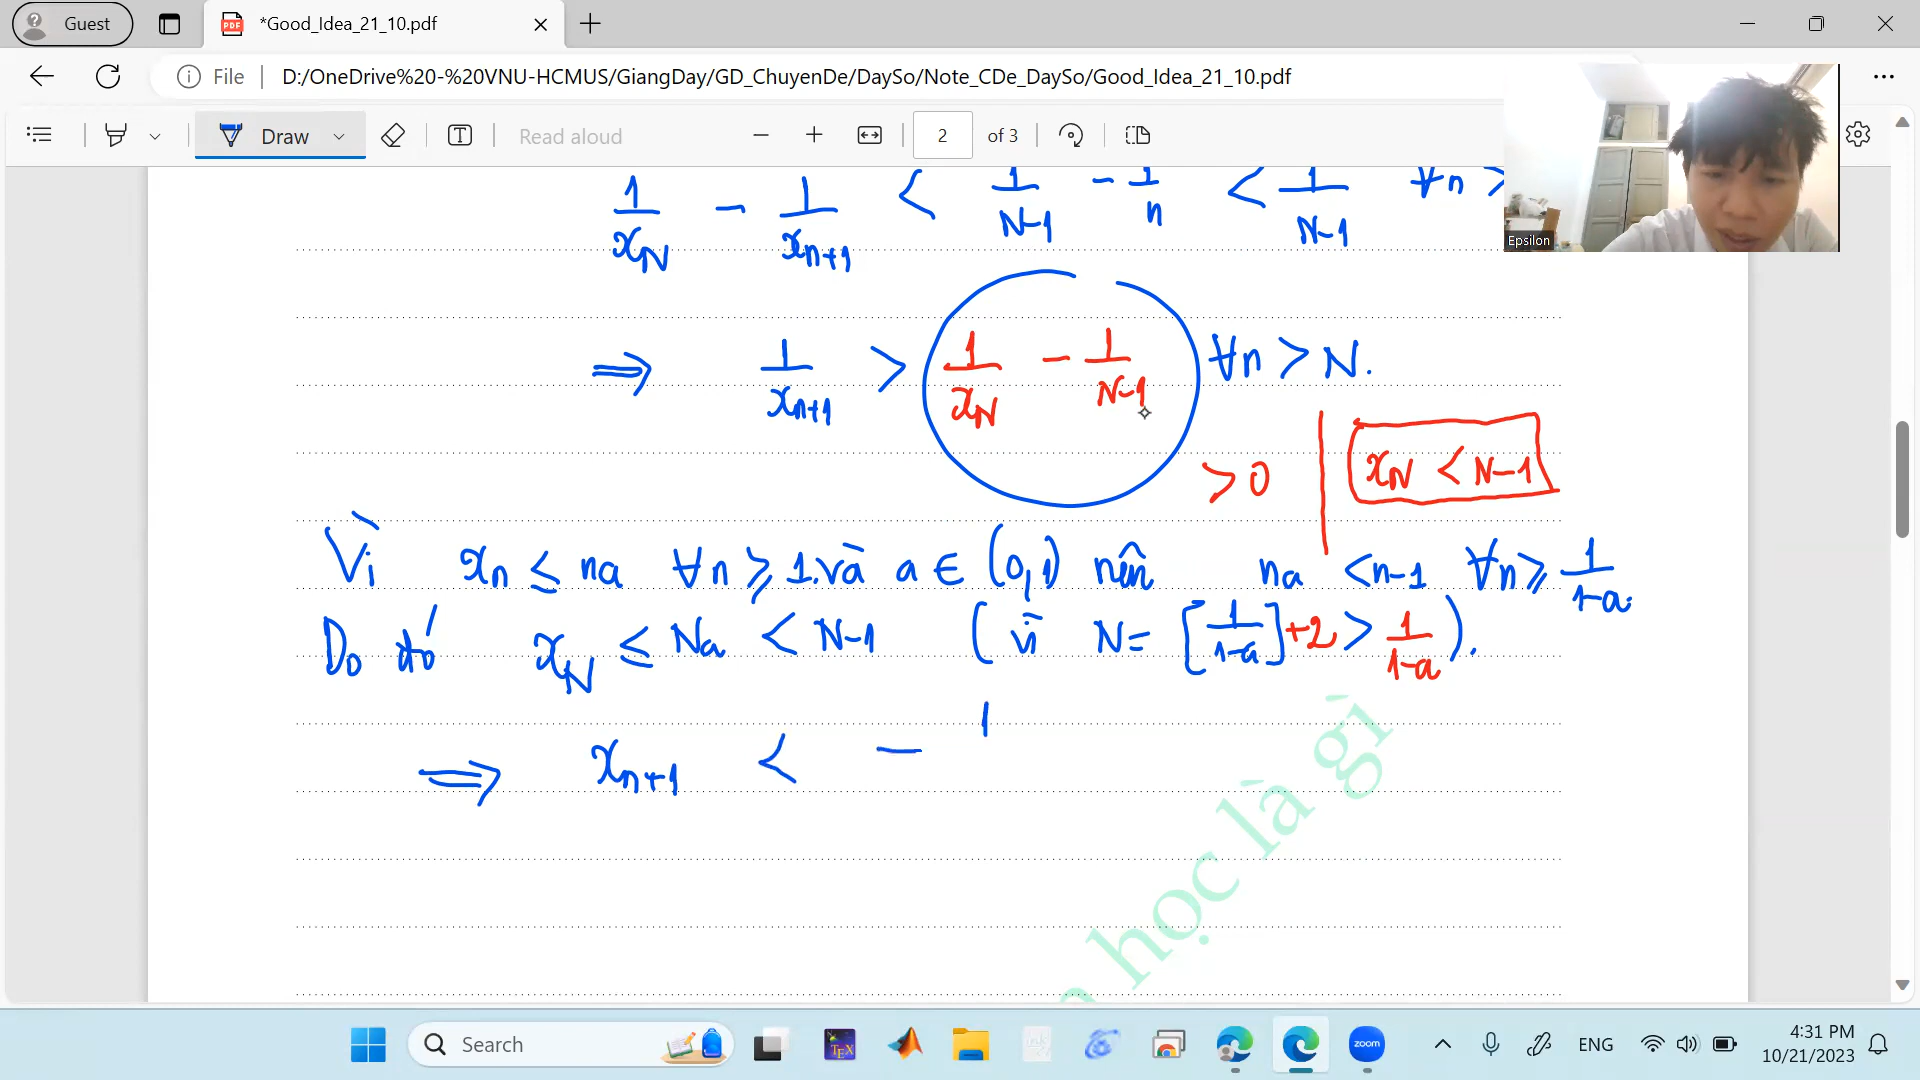 Guest
*Good_Idea_21_10.pdf
File
D:/OneDrive%20-%20VNU-HCMUS/GiangDay/GD_ChuyenDe/DaySo/Note_CDe_DaySo/Good_Idea_21_10.pdf
Draw
Read aloud
2 of 3
Epsilon
1/x_N - 1/x_{n+1} < 1/(N-1) - 1/n < 1/(N-1) ∀n >
⟹ 1/x_{n+1} > 1/x_N - 1/(N-1) ∀n > N.
> 0 | x_N < N-1
Vì x_n ≤ na ∀n ≥ 1. và a ∈ (0,1) nên na < n-1 ∀n ≥ 1/(1-a).
Do đó x_N ≤ Na < N-1 (vì N = [1/(1-a)] +2 > 1/(1-a)).
⟹ x_{n+1} < 1
học là gì
Search
TEX
zoom
ENG
4:31 PM
10/21/2023